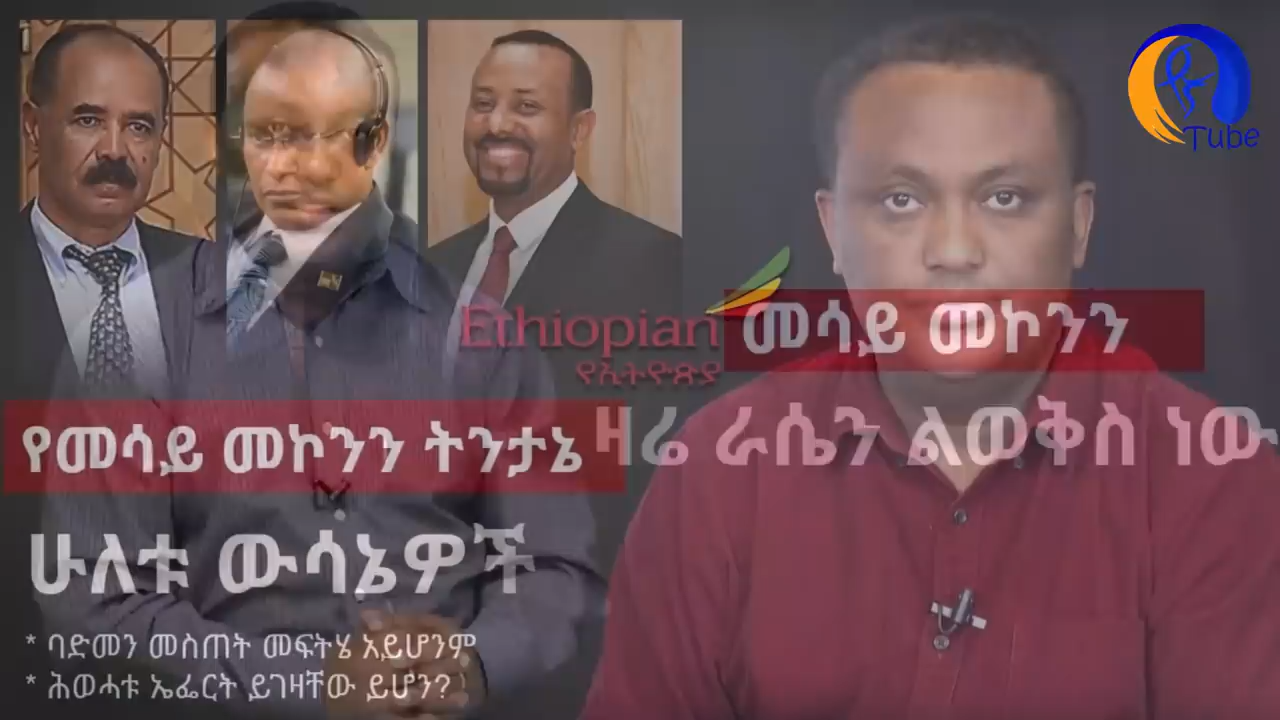 Tube
Ethiopian
የኢትዮጵያ
መሳይ መኮንን
የመሳይ መኮንን ትንታኔ
ዛሬ ራሴን ልወቅስ ነው
ሁለቱ ውሳኔዎች
* ባድመን መስጠት መፍትሄ አይሆንም
* ሕወሓቱ ኤፈርት ይገዛቸው ይሆን?